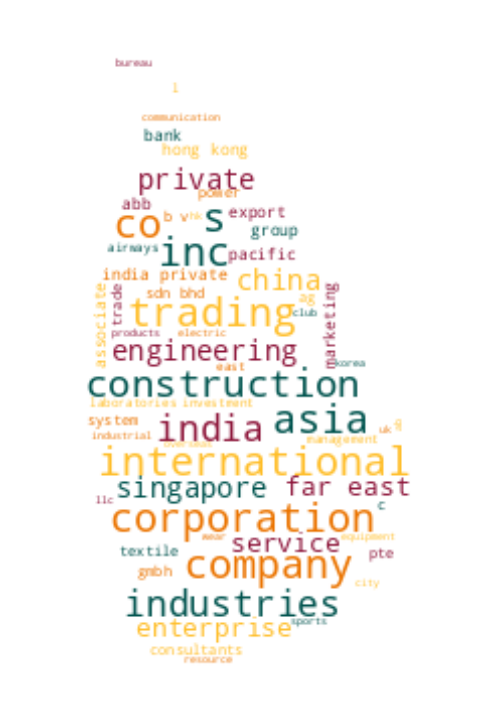 bureau
i
communication
bank
hong kong
private
power
abb
co
b v
hk
s
export
group
airways
inc
pacific
india private
china
associate
trade
sdn bhd
ag
marketing
trading
club
products
electric
engineering
korea
east
construction
laboratories
investment
system
india
asia
uk
industrial
management
overseas
international
singapore
far east
llc
c
corporation
wear
service
equipment
textile
pte
gmbh
company
city
industries
enterprise
sports
consultants
resource